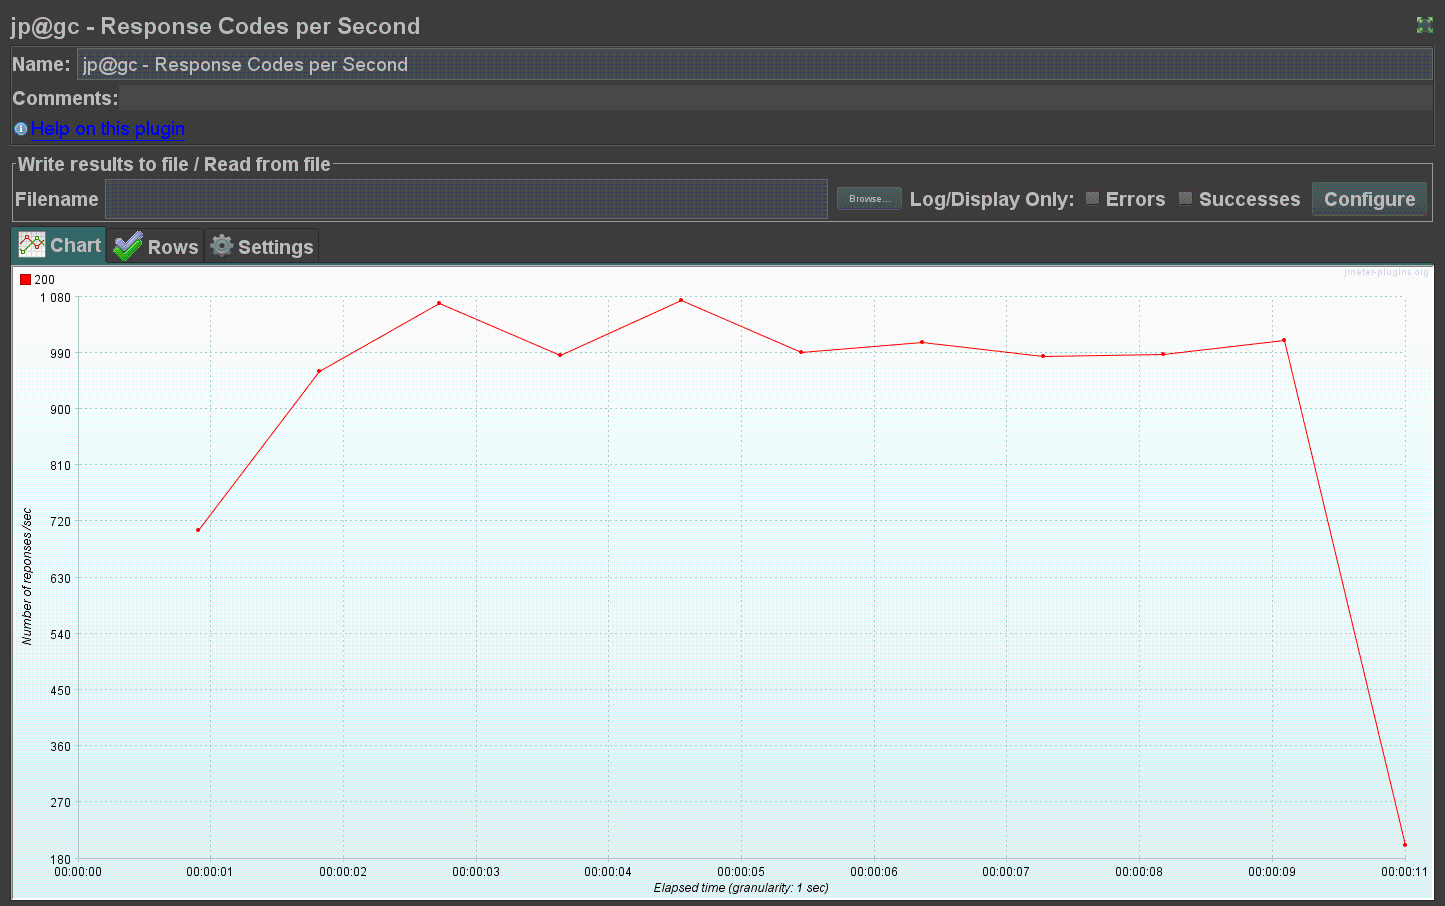 jp@gc - Response Codes per Second
Name: jp@gc - Response Codes per Second
Comments:
Help on this plugin
Write results to file / Read from file
Filename Browse... Log/Display Only: Errors Successes Configure
Chart Rows Settings
200
jmeter-plugins.org
1 080
990
900
810
720
630
540
450
360
270
180
Number of reponses /sec
00:00:00 00:00:01 00:00:02 00:00:03 00:00:04 00:00:05 00:00:06 00:00:07 00:00:08 00:00:09 00:00:11
Elapsed time (granularity: 1 sec)